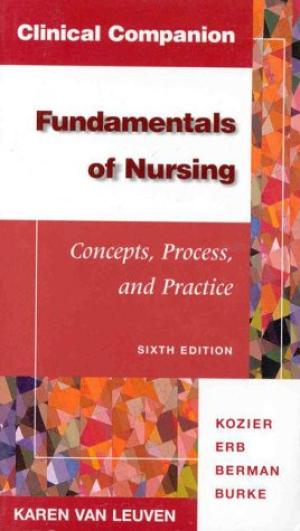 Clinical Companion
Fundamentals
of Nursing
Concepts, Process,
and Practice
SIXTH EDITION
KOZIER
ERB
BERMAN
BURKE
KAREN VAN LEUVEN